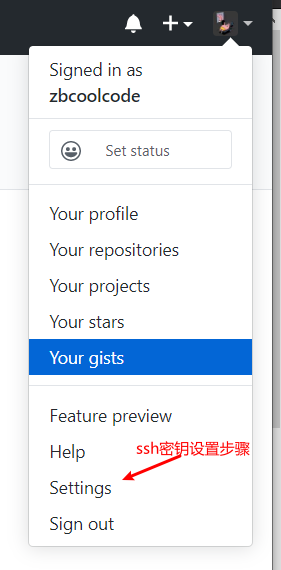 Signed in as
zbcoolcode
Set status
Your profile
Your repositories
Your projects
Your stars
Your gists
Feature preview
Help
ssh密钥设置步骤
Settings
Sign out